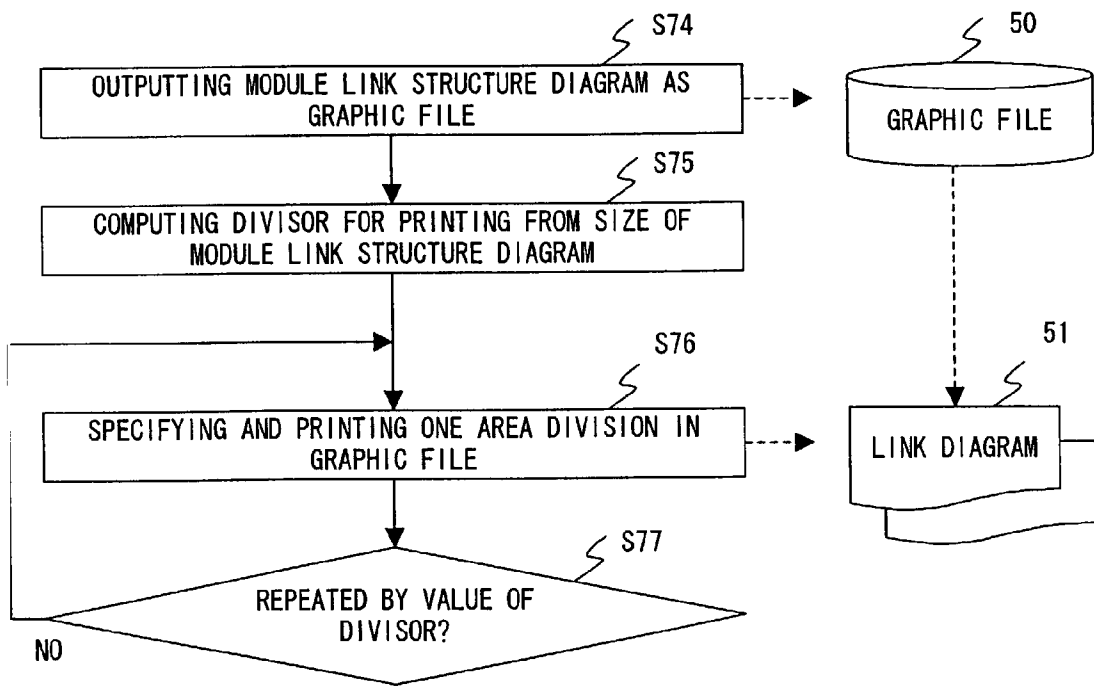 S74
50
OUTPUTTING MODULE LINK STRUCTURE DIAGRAM AS
GRAPHIC FILE
GRAPHIC FILE
S75
COMPUTING DIVISOR FOR PRINTING FROM SIZE OF
MODULE LINK STRUCTURE DIAGRAM
S76
51
SPECIFYING AND PRINTING ONE AREA DIVISION IN
GRAPHIC FILE
LINK DIAGRAM
S77
REPEATED BY VALUE OF
DIVISOR?
NO